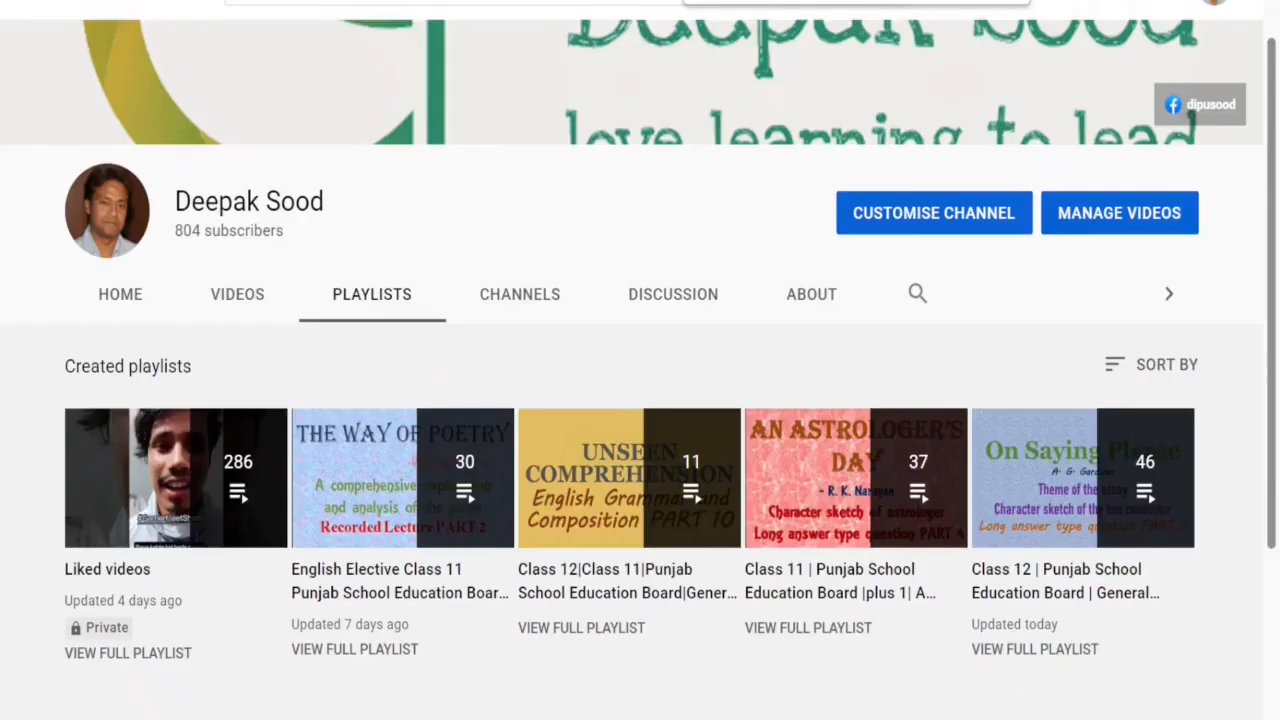 Deepak Sood
dipusood
love learning to lead
Deepak Sood
804 subscribers
CUSTOMISE CHANNEL
MANAGE VIDEOS
HOME
VIDEOS
PLAYLISTS
CHANNELS
DISCUSSION
ABOUT
Created playlists
SORT BY
286
THE WAY OF POETRY
A comprehensive
and analysis of the
Recorded Lecture PART 2
30
UNSEEN
COMPREHENSION
English Grammar and
Composition PART 10
11
AN ASTROLOGER'S
DAY
- R. K. Narayan
Character sketch of astrologer
Long answer type question PART 4
37
On Saying Please
A. G. Gardiner
Theme of the essay
Character sketch of the bus conductor
Long answer type question PART
46
Liked videos
Updated 4 days ago
Private
VIEW FULL PLAYLIST
English Elective Class 11
Punjab School Education Boar...
Updated 7 days ago
VIEW FULL PLAYLIST
Class 12|Class 11|Punjab
School Education Board|Gener...
VIEW FULL PLAYLIST
Class 11 | Punjab School
Education Board |plus 1| A...
VIEW FULL PLAYLIST
Class 12 | Punjab School
Education Board | General...
Updated today
VIEW FULL PLAYLIST